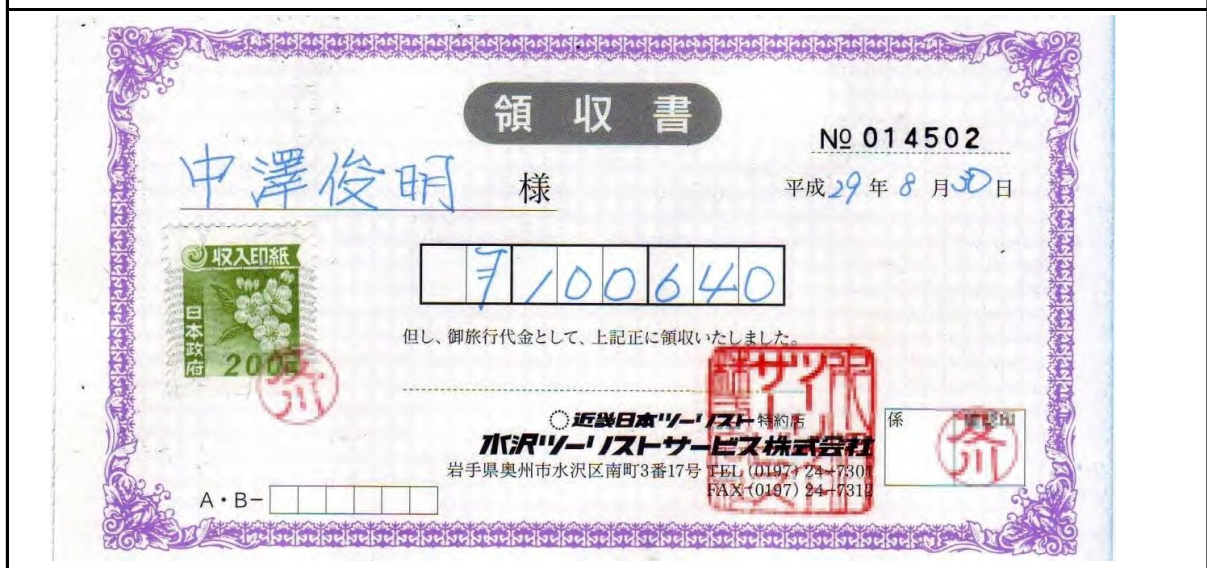 領収書
№ 014502
中澤俊明 様
平成29年8月30日
収入印紙
¥100640
日本政府
200円
但し、御旅行代金として、上記正に領収いたしました。
近畿日本ツーリスト特約店
水沢ツーリストサービス株式会社
係
岩手県奥州市水沢区南町3番17号 TEL (0197) 24-7301
FAX (0197) 24-7312
A・B-